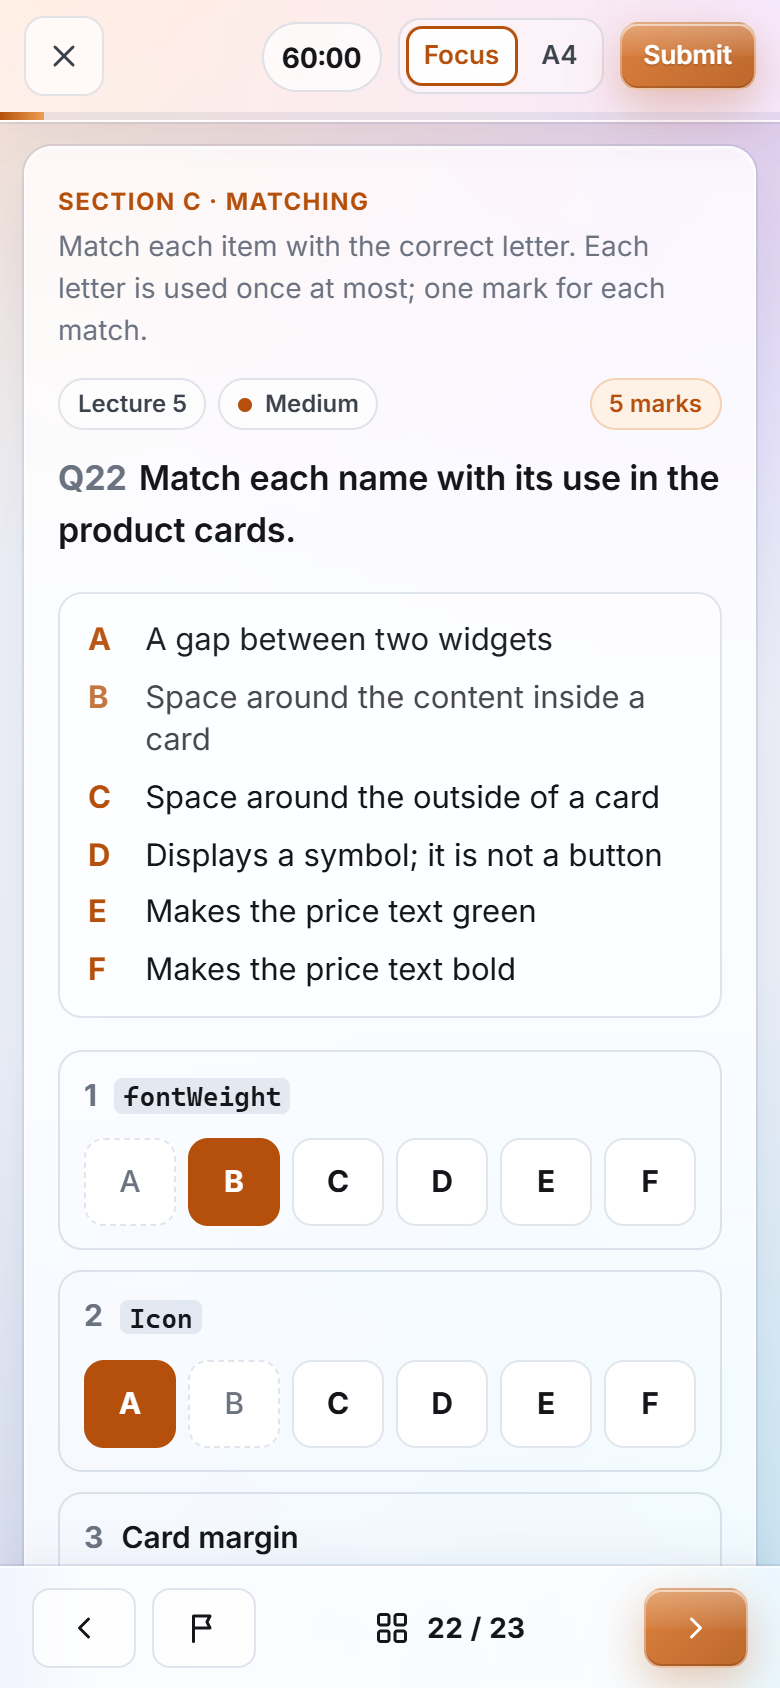 60:00
Focus
A4
Submit
SECTION C · MATCHING
Match each item with the correct letter. Each
letter is used once at most; one mark for each
match.
Lecture 5
Medium
5 marks
Q22 Match each name with its use in the
product cards.
A A gap between two widgets
B Space around the content inside a
card
C Space around the outside of a card
D Displays a symbol; it is not a button
E Makes the price text green
F Makes the price text bold
1 fontWeight
A B C D E F
2 Icon
A B C D E F
3 Card margin
22 / 23